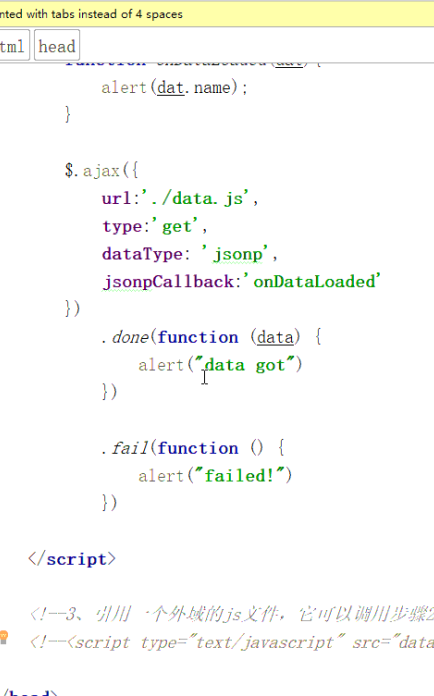 nted with tabs instead of 4 spaces
tml head
function onDataLoaded(dat){
alert(dat.name);
}
$.ajax({
url:'./data.js',
type:'get',
dataType: 'jsonp',
jsonpCallback:'onDataLoaded'
})
.done(function (data) {
alert("data got")
})
.fail(function () {
alert("failed!")
})
</script>
<!--3、引用一个外域的js文件，它可以调用步骤2
<!--<script type="text/javascript" src="data
/head>